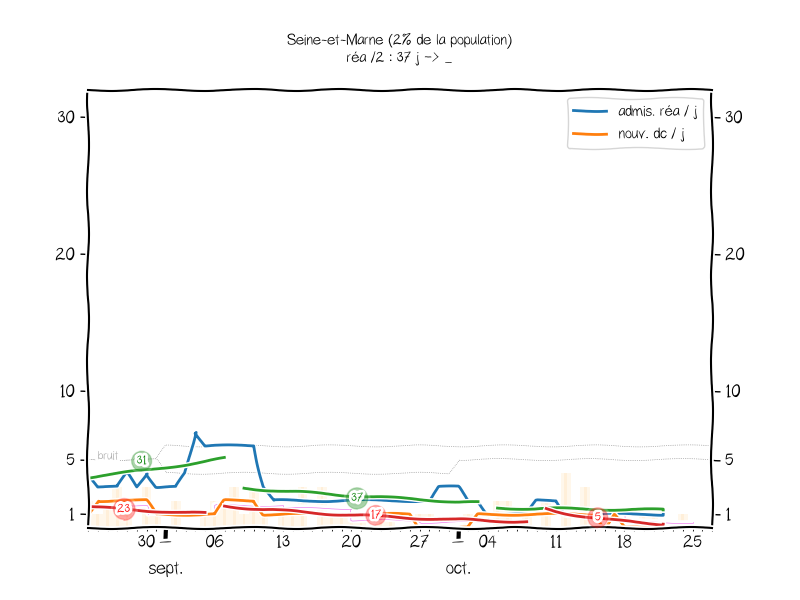 Seine-et-Marne (2% de la population)
réa /2 : 37 j -> _
admis. réa / j
nouv. dc / j
30 30
20 20
10 10
5 5
1 1
bruit
31
23
37
17
5
30 06 13 20 27 04 11 18 25
sept. oct.